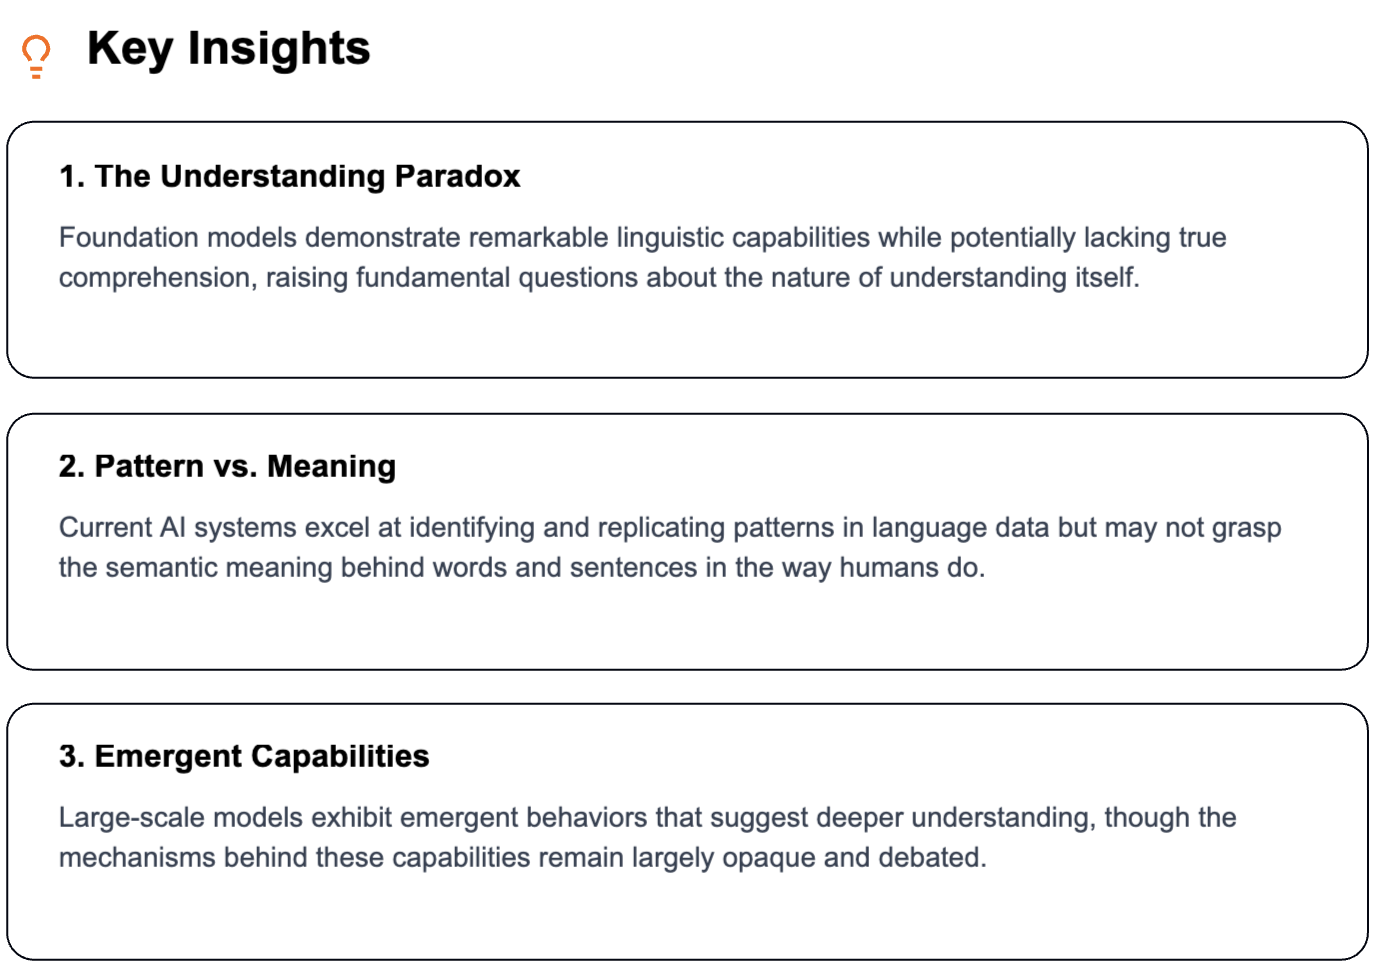 Key Insights
1. The Understanding Paradox
Foundation models demonstrate remarkable linguistic capabilities while potentially lacking true
comprehension, raising fundamental questions about the nature of understanding itself.
2. Pattern vs. Meaning
Current AI systems excel at identifying and replicating patterns in language data but may not grasp
the semantic meaning behind words and sentences in the way humans do.
3. Emergent Capabilities
Large-scale models exhibit emergent behaviors that suggest deeper understanding, though the
mechanisms behind these capabilities remain largely opaque and debated.